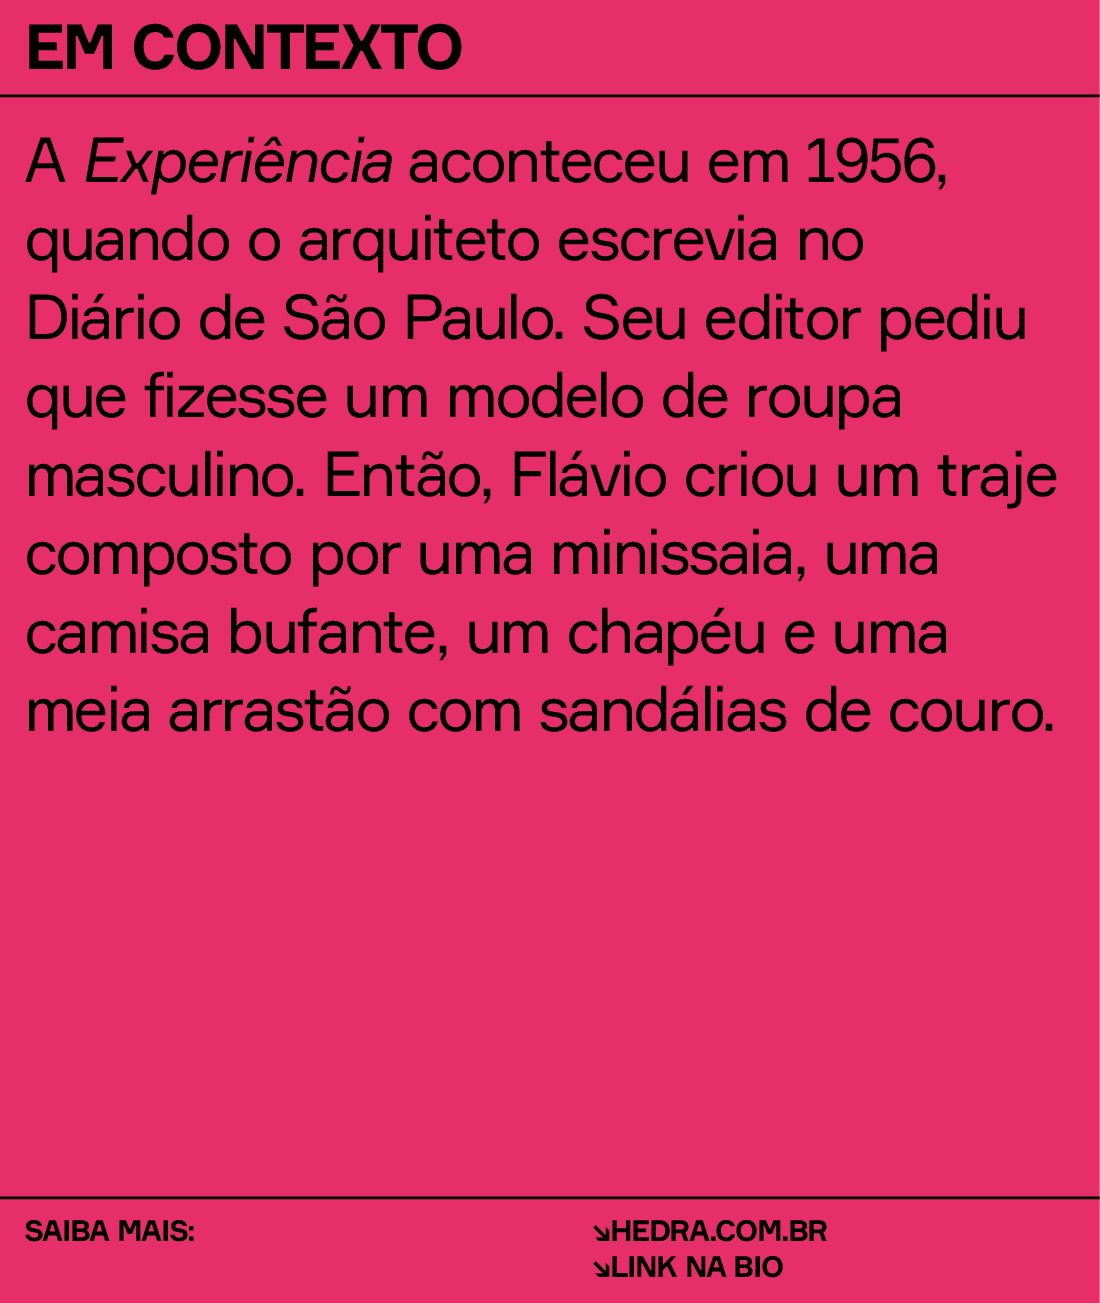 EM CONTEXTO
A Experiência aconteceu em 1956,
quando o arquiteto escrevia no
Diário de São Paulo. Seu editor pediu
que fizesse um modelo de roupa
masculino. Então, Flávio criou um traje
composto por uma minissaia, uma
camisa bufante, um chapéu e uma
meia arrastão com sandálias de couro.
SAIBA MAIS:
↘HEDRA.COM.BR
↘LINK NA BIO